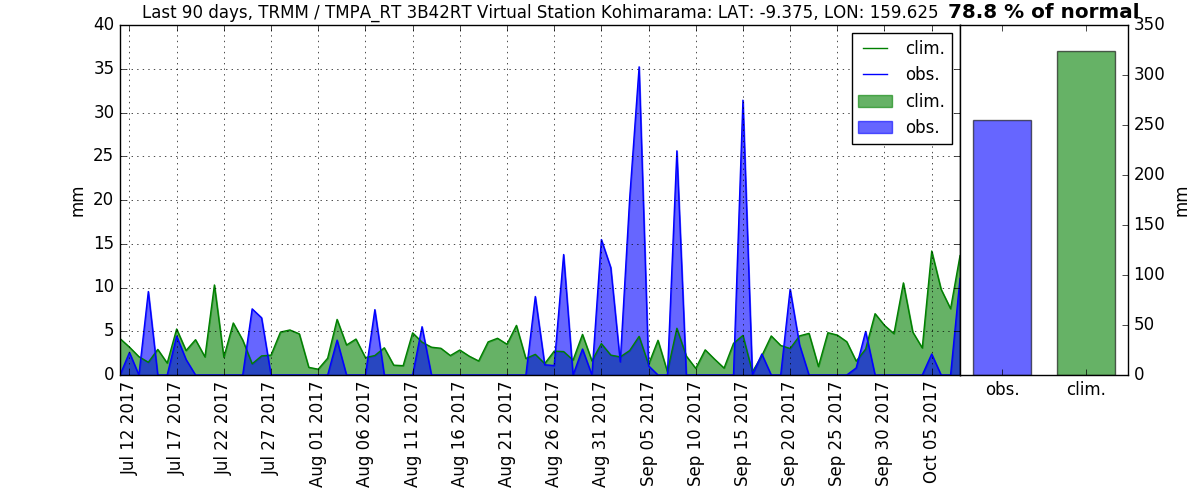 Last 90 days, TRMM / TMPA_RT 3B42RT Virtual Station Kohimarama: LAT: -9.375, LON: 159.625 78.8 % of normal
40
35
30
25
20
15
10
5
0
mm
clim.
obs.
clim.
obs.
Jul 12 2017
Jul 17 2017
Jul 22 2017
Jul 27 2017
Aug 01 2017
Aug 06 2017
Aug 11 2017
Aug 16 2017
Aug 21 2017
Aug 26 2017
Aug 31 2017
Sep 05 2017
Sep 10 2017
Sep 15 2017
Sep 20 2017
Sep 25 2017
Sep 30 2017
Oct 05 2017
obs. clim.
350
300
250
200
150
100
50
0
mm